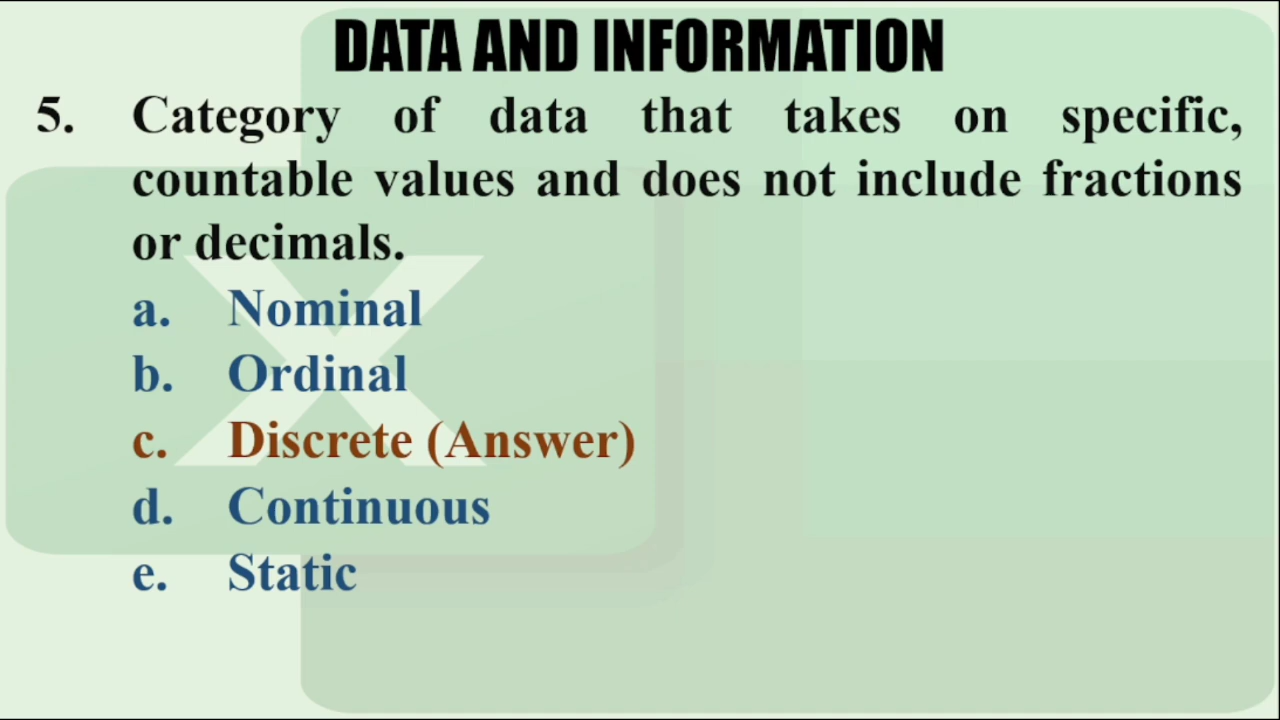 DATA AND INFORMATION
5. Category of data that takes on specific,
countable values and does not include fractions
or decimals.
a. Nominal
b. Ordinal
c. Discrete (Answer)
d. Continuous
e. Static